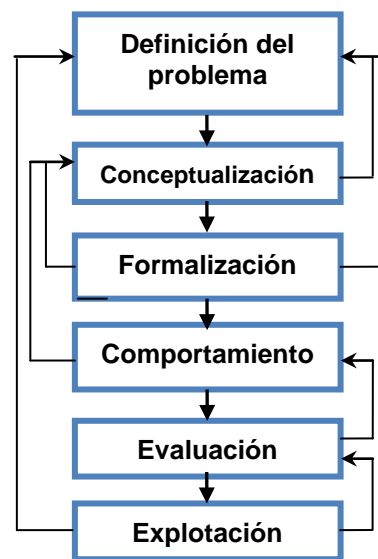 Definición del
problema
Conceptualización
Formalización
Comportamiento
Evaluación
Explotación